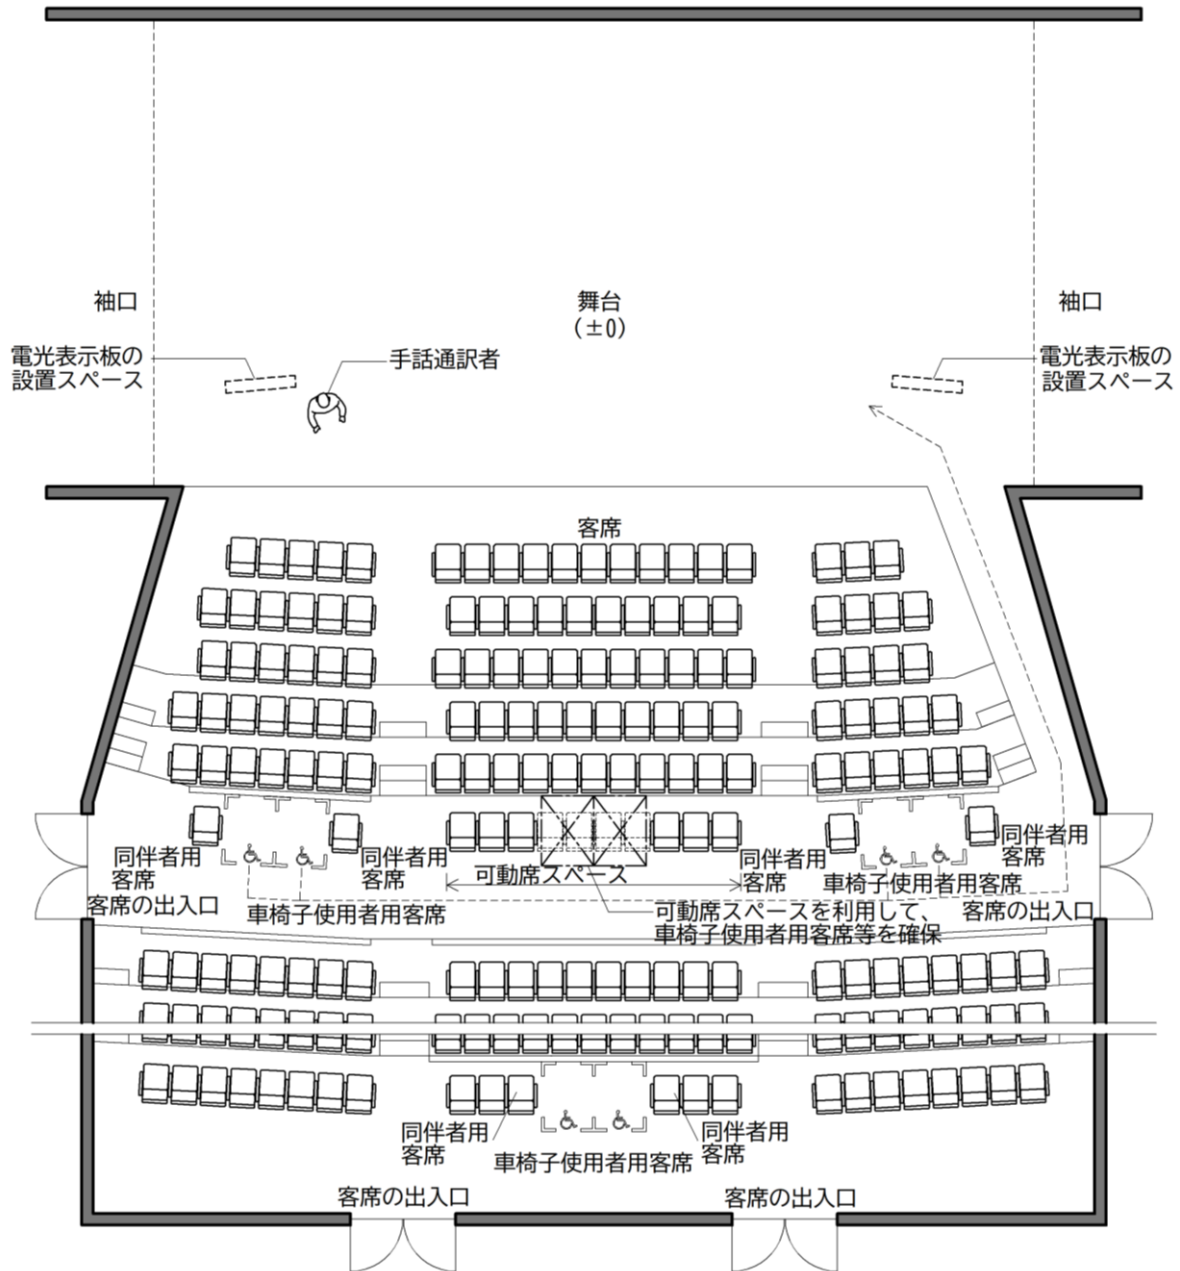 袖口
舞台
(±0)
袖口
電光表示板の
設置スペース
手話通訳者
電光表示板の
設置スペース
客席
同伴者用
客席
同伴者用
客席
可動席スペース
同伴者用
客席
同伴者用
客席
車椅子使用者用客席
客席の出入口
車椅子使用者用客席
可動席スペースを利用して、
車椅子使用者用客席等を確保
客席の出入口
同伴者用
客席
車椅子使用者用客席
同伴者用
客席
客席の出入口
客席の出入口